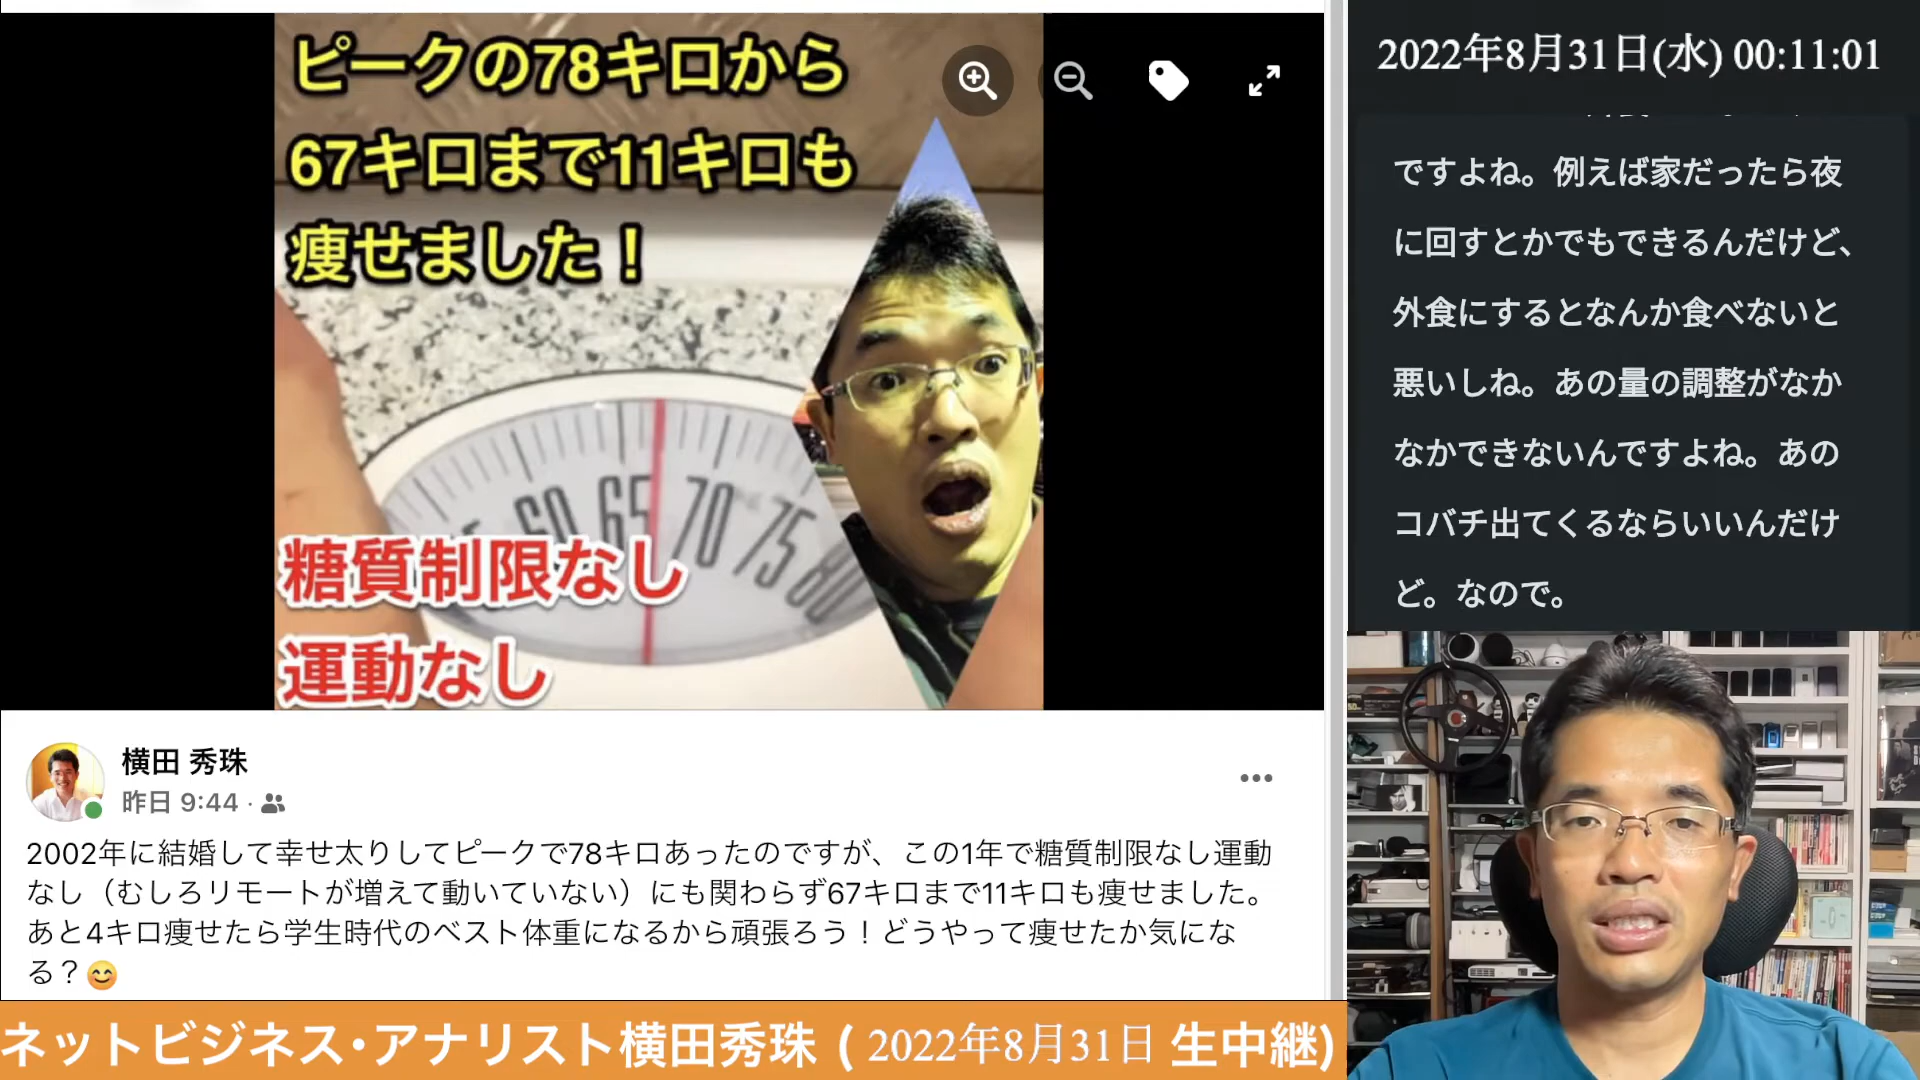 ピークの78キロから
67キロまで11キロも
痩せました！
60 65 70 75 80
糖質制限なし
運動なし
横田 秀珠
昨日 9:44
2002年に結婚して幸せ太りしてピークで78キロあったのですが、この1年で糖質制限なし運動
なし（むしろリモートが増えて動いていない）にも関わらず67キロまで11キロも痩せました。
あと4キロ痩せたら学生時代のベスト体重になるから頑張ろう！どうやって痩せたか気にな
る？😊
2022年8月31日(水) 00:11:01
ですよね。例えば家だったら夜
に回すとかでもできるんだけど、
外食にするとなんか食べないと
悪いしね。あの量の調整がなか
なかできないんですよね。あの
コバチ出てくるならいいんだけ
ど。なので。
ネットビジネス・アナリスト横田秀珠 ( 2022年8月31日 生中継)